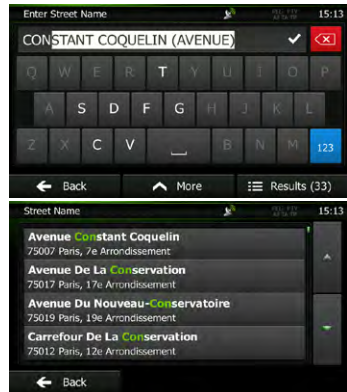 Enter Street Name 15:13
CONSTANT COQUELIN (AVENUE)
Q W E R T Y U I O P
A S D F G H J K L
Z X C V B N M 123
Back More Results (33)
Street Name 15:13
Avenue Constant Coquelin
75007 Paris, 7e Arrondissement
Avenue De La Conservation
75017 Paris, 17e Arrondissement
Avenue Du Nouveau-Conservatoire
75019 Paris, 19e Arrondissement
Carrefour De La Conservation
75012 Paris, 12e Arrondissement
Back